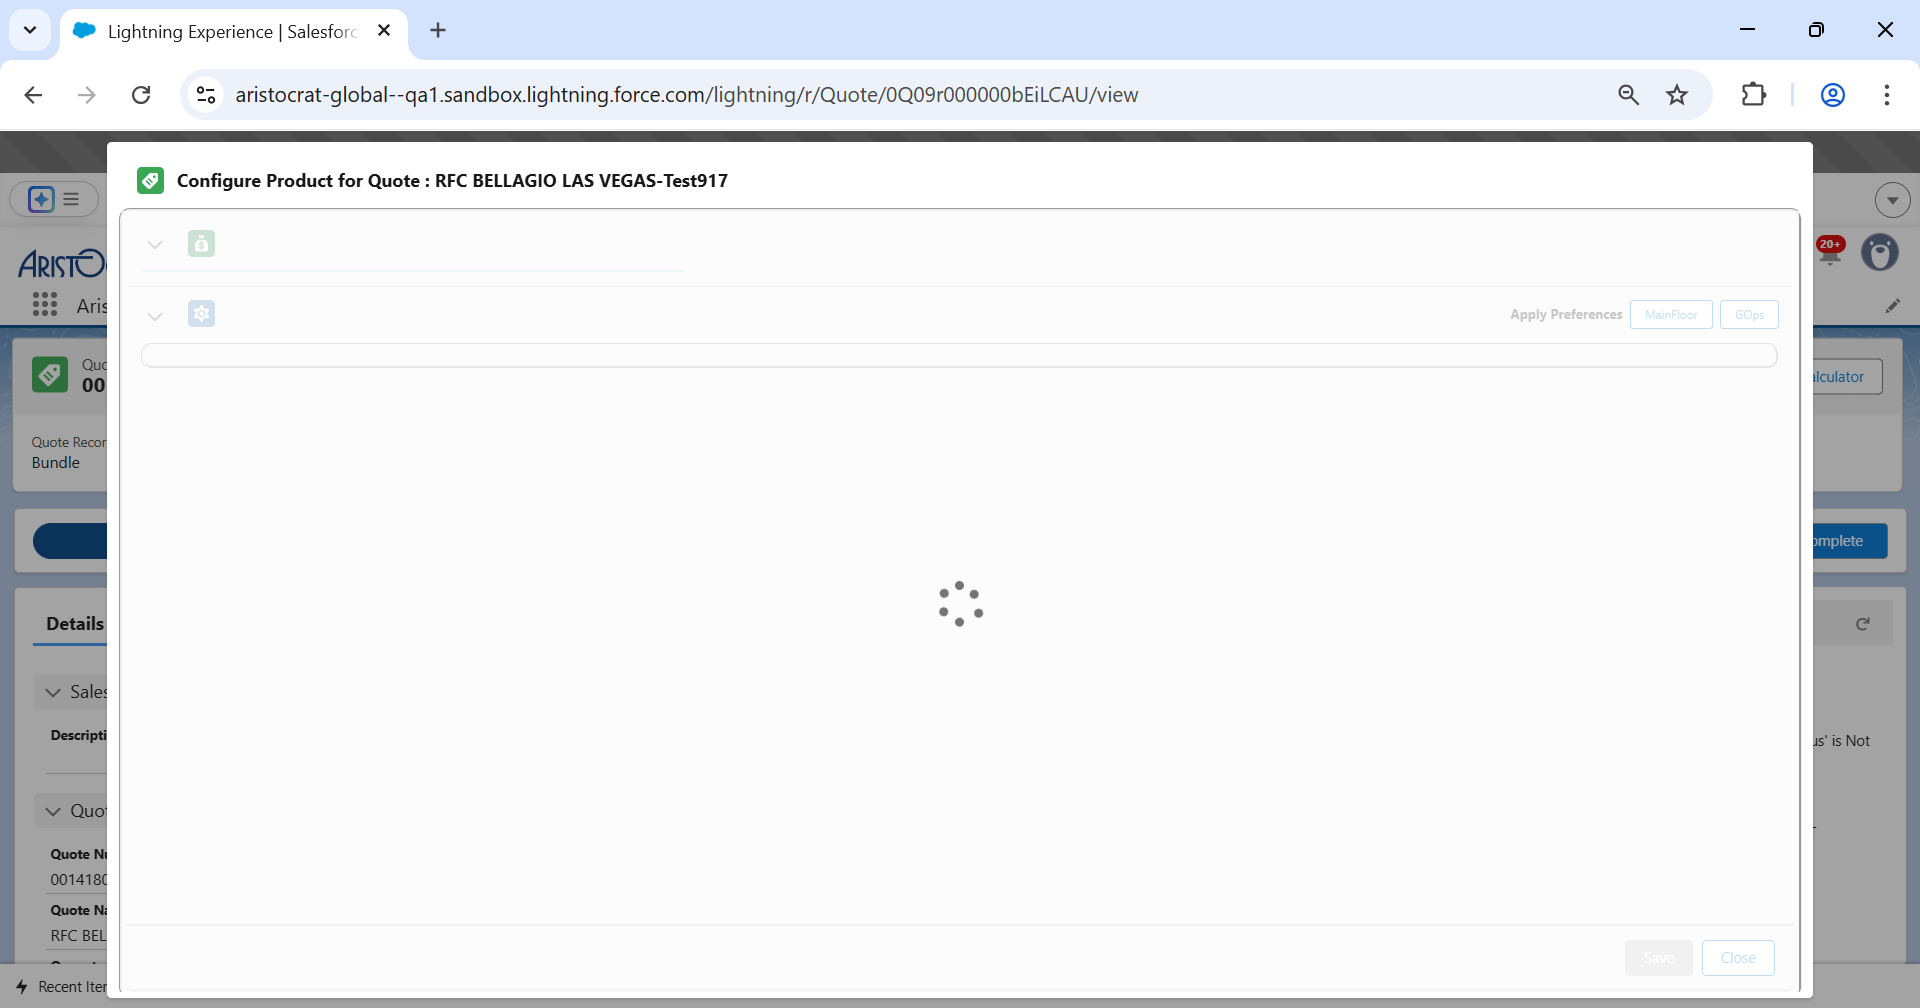 Lightning Experience | Salesforc
aristocrat-global--qa1.sandbox.lightning.force.com/lightning/r/Quote/0Q09r000000bEiLCAU/view
Configure Product for Quote : RFC BELLAGIO LAS VEGAS-Test917
ARISTO
20+
Aris
Apply Preferences
MainFloor
GOps
Quo
00
alculator
Quote Recor
Bundle
omplete
Details
Sales
Descripti
us' is Not
Quot
Quote Nu
0014180
Quote Na
RFC BEL
Save
Close
Recent Iter